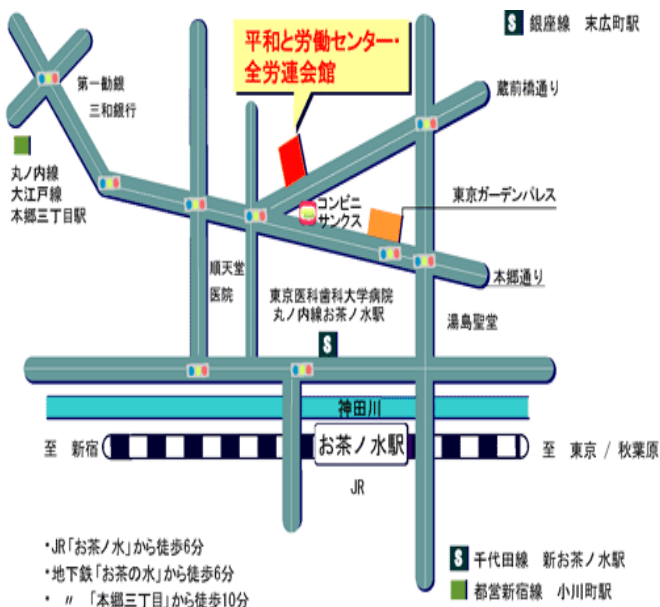 S 銀座線 末広町駅
平和と労働センター・
全労連会館
第一勧銀
三和銀行
蔵前橋通り
丸ノ内線
大江戸線
本郷三丁目駅
コンビニ
サンクス
東京ガーデンパレス
順天堂
医院
東京医科歯科大学病院
丸ノ内線お茶ノ水駅
本郷通り
湯島聖堂
S
神田川
至 新宿
お茶ノ水駅
至 東京 / 秋葉原
JR
・JR「お茶ノ水」から徒歩6分
・地下鉄「お茶の水」から徒歩6分
・ 〃 「本郷三丁目」から徒歩10分
S 千代田線 新お茶ノ水駅
都営新宿線 小川町駅